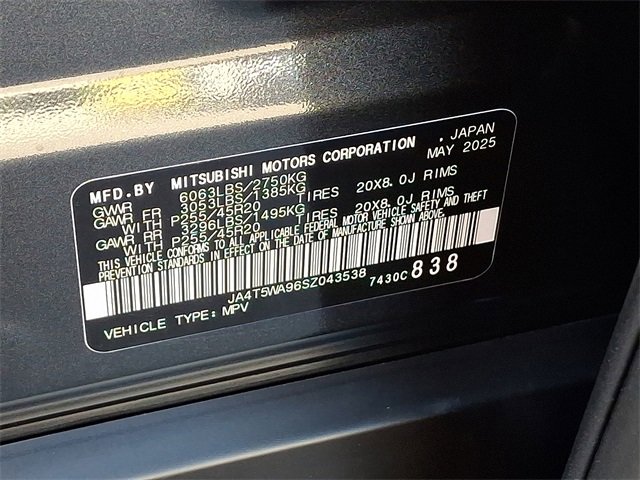 MFD.BY MITSUBISHI MOTORS CORPORATION , JAPAN
MAY 2025
GVWR 6063LBS/2750KG
GAWR FR 3053LBS/1385KG
WITH P255/45R20 TIRES 20X8.0J RIMS
GAWR RR 3296LBS/1495KG
WITH P255/45R20 TIRES 20X8.0J RIMS
THIS VEHICLE CONFORMS TO ALL APPLICABLE FEDERAL MOTOR VEHICLE SAFETY AND THEFT
PREVENTION STANDARDS IN EFFECT ON THE DATE OF MANUFACTURE SHOWN ABOVE.
JA4T5WA96SZ043538 7430C 838
VEHICLE TYPE: MPV